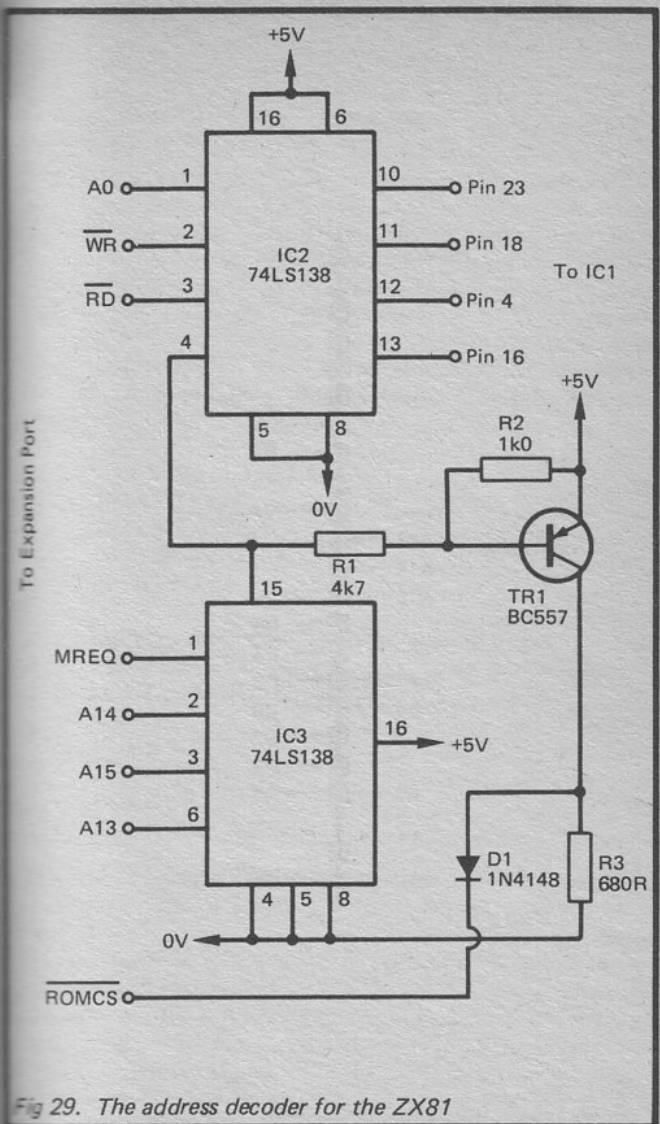 +5V
16 6
A0 1 10 Pin 23
WR 2 11 Pin 18
IC2
74LS138
To IC1
RD 3 12 Pin 4
4 13 Pin 16
+5V
5 8
R2
1k0
0V
To Expansion Port
R1
4k7
TR1
BC557
15
MREQ 1
A14 2
IC3
74LS138
16 +5V
A15 3
A13 6
D1
1N4148
R3
680R
4 5 8
0V
ROMCS
Fig 29. The address decoder for the ZX81